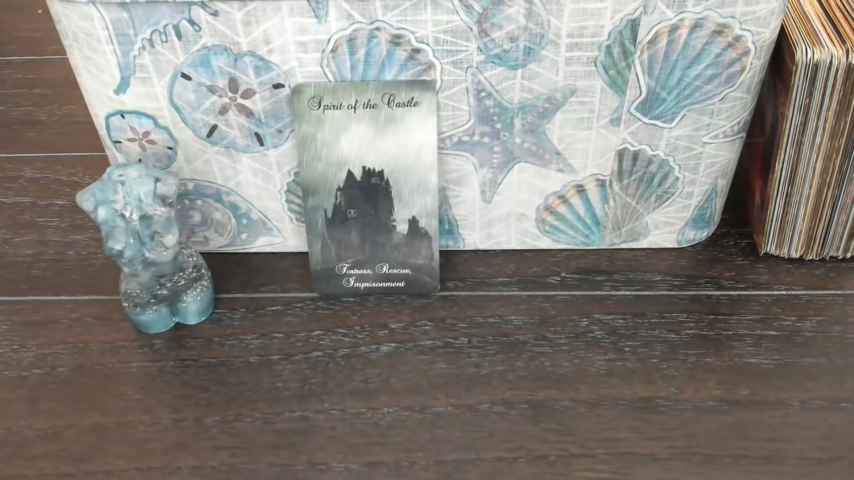 Spirit of the Castle
Fortress, Rescue,
Imprisonment